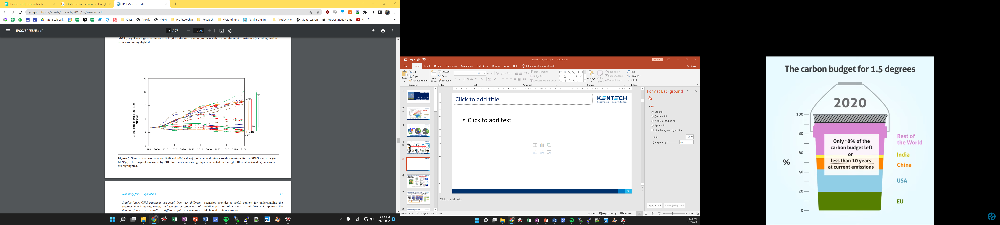 Home Feed | ResearchGate
CO2 emission scenarios - Google
IPCC/SR/ES/E.pdf
ipcc.ch/site/assets/uploads/2018/03/sres-en.pdf
Meta Lab Wiki
Class
Proxify
KVPN
Professorship
Research
Weightlifting
Parallel Ski Turn
Productivity
GuitarLesson
Procrastination time
세바시
IPCC/SR/ES/E.pdf
15 / 27
100%
MtCH4/yr). The range of emissions by 2100 for the six scenario groups is indicated on the right. Illustrative (including marker)
scenarios are highlighted.
25
20
15
10
5
0
Global nitrous oxide emissions
(MtN/yr)
1990 2000 2010 2020 2030 2040 2050 2060 2070 2080 2090 2100
B1
B2
A1FI
A2
A1B
A1T
Figure 6: Standardized (to common 1990 and 2000 values) global annual nitrous oxide emissions for the SRES scenarios (in
MtN/yr). The range of emissions by 2100 for the six scenario groups is indicated on the right. Illustrative (marker) scenarios
are highlighted.
Summary for Policymakers
11
Similar future GHG emissions can result from very different
socio-economic developments, and similar developments of
driving forces can result in different future emissions.
scenarios provides a useful context for understanding the
relative position of a scenario but does not represent the
likelihood of its occurrence.
한
2:22 PM
7/17/2022
GeunHoGu_Inha.pptx - PowerPoint
Sign in
File Home Insert Design Transitions Animations Slide Show Review View Help Tell me what you want to do
Share
Paste
Cut
Copy
Format Painter
Clipboard
New
Slide
Layout
Reset
Section
Slides
18
Font
Text Direction
Align Text
Convert to SmartArt
Paragraph
Arrange
Quick
Styles
Shape Fill
Shape Outline
Shape Effects
Drawing
Find
Replace
Select
Editing
1
2
3
4
5
6
7
8
Click to add title
KENTECH
Korea Institute of Energy Technology
• Click to add text
5
Click to add notes
Format Background
Fill
Solid fill
Gradient fill
Picture or texture fill
Pattern fill
Hide background graphics
Color
Transparency
0%
Apply to All
Reset Background
Slide 5 of 40
English (United States)
Notes
Display Settings
Comments
72%
2:22 PM
7/17/2022
The carbon budget for 1.5 degrees
2020
100
80
60
40
20
0
%
Only ~8% of the
carbon budget left
or
less than 10 years
at current emissions
Rest of
the World
India
China
USA
EU